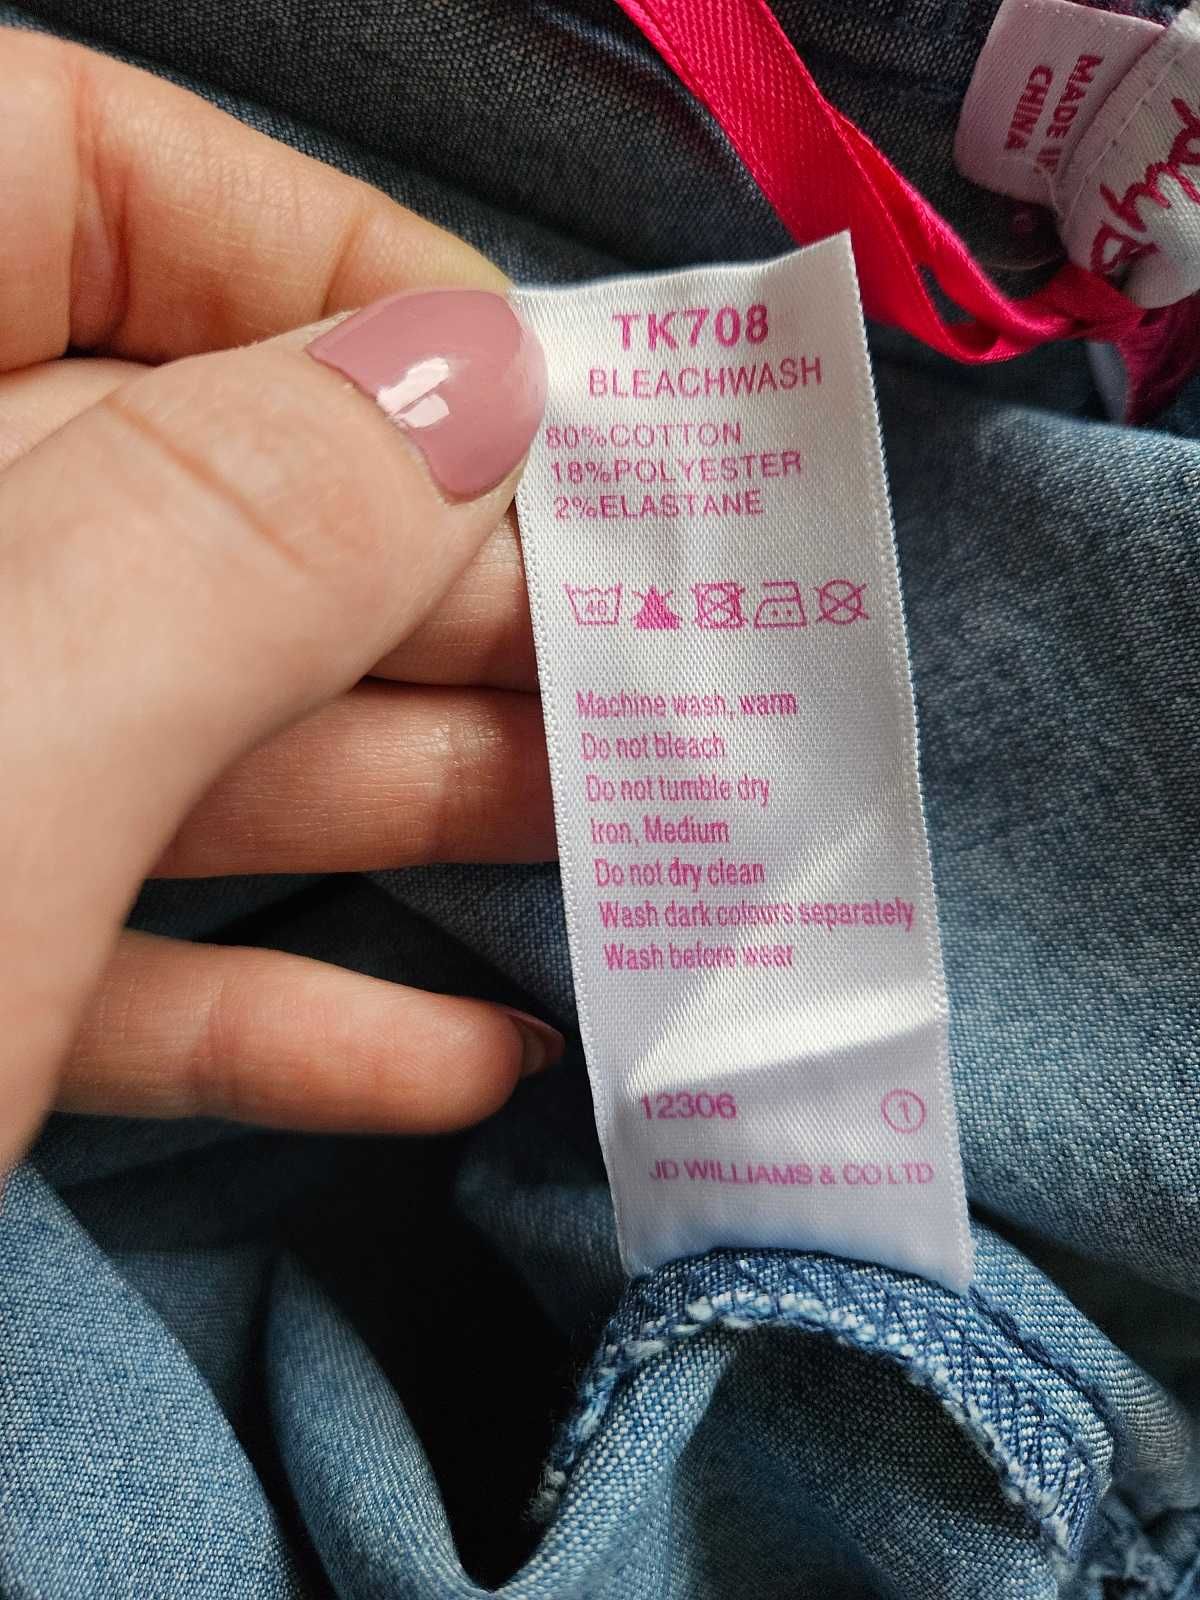 MADE IN
CHINA
TK708
BLEACHWASH
80%COTTON
18%POLYESTER
2%ELASTANE
40
Machine wash, warm
Do not bleach
Do not tumble dry
Iron, Medium
Do not dry clean
Wash dark colours separately
Wash before wear
12306
1
JD WILLIAMS & CO LTD